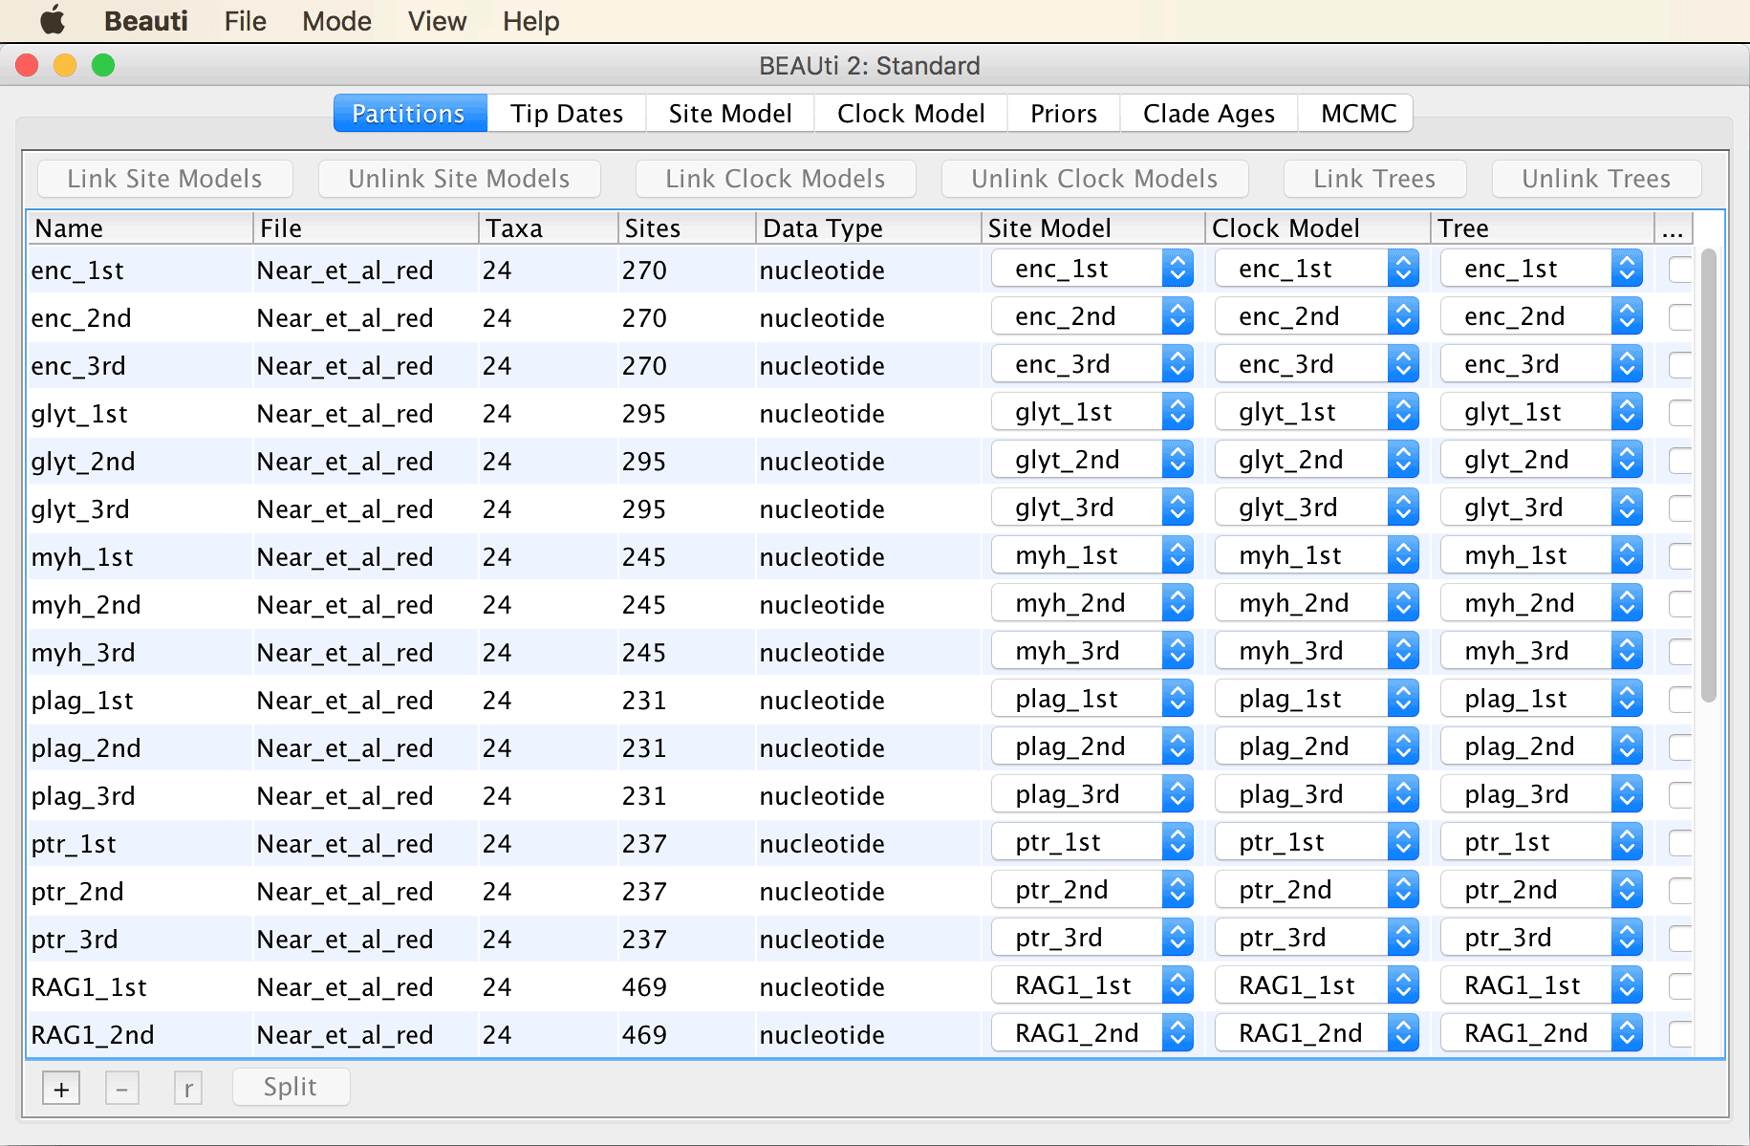 Beauti File Mode View Help
BEAUti 2: Standard
Partitions Tip Dates Site Model Clock Model Priors Clade Ages MCMC
Link Site Models Unlink Site Models Link Clock Models Unlink Clock Models Link Trees Unlink Trees
Name File Taxa Sites Data Type Site Model Clock Model Tree ...
enc_1st Near_et_al_red 24 270 nucleotide enc_1st enc_1st enc_1st
enc_2nd Near_et_al_red 24 270 nucleotide enc_2nd enc_2nd enc_2nd
enc_3rd Near_et_al_red 24 270 nucleotide enc_3rd enc_3rd enc_3rd
glyt_1st Near_et_al_red 24 295 nucleotide glyt_1st glyt_1st glyt_1st
glyt_2nd Near_et_al_red 24 295 nucleotide glyt_2nd glyt_2nd glyt_2nd
glyt_3rd Near_et_al_red 24 295 nucleotide glyt_3rd glyt_3rd glyt_3rd
myh_1st Near_et_al_red 24 245 nucleotide myh_1st myh_1st myh_1st
myh_2nd Near_et_al_red 24 245 nucleotide myh_2nd myh_2nd myh_2nd
myh_3rd Near_et_al_red 24 245 nucleotide myh_3rd myh_3rd myh_3rd
plag_1st Near_et_al_red 24 231 nucleotide plag_1st plag_1st plag_1st
plag_2nd Near_et_al_red 24 231 nucleotide plag_2nd plag_2nd plag_2nd
plag_3rd Near_et_al_red 24 231 nucleotide plag_3rd plag_3rd plag_3rd
ptr_1st Near_et_al_red 24 237 nucleotide ptr_1st ptr_1st ptr_1st
ptr_2nd Near_et_al_red 24 237 nucleotide ptr_2nd ptr_2nd ptr_2nd
ptr_3rd Near_et_al_red 24 237 nucleotide ptr_3rd ptr_3rd ptr_3rd
RAG1_1st Near_et_al_red 24 469 nucleotide RAG1_1st RAG1_1st RAG1_1st
RAG1_2nd Near_et_al_red 24 469 nucleotide RAG1_2nd RAG1_2nd RAG1_2nd
+ - r Split